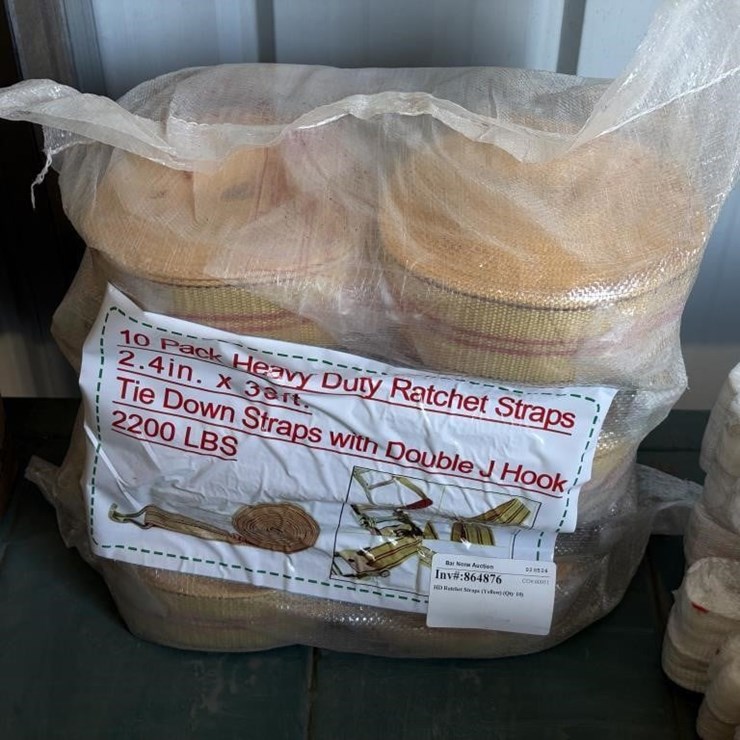 10 Pack Heavy Duty Ratchet Straps
2.4in. x 33ft.
Tie Down Straps with Double J Hook
2200 LBS
Bar None Auction
Inv#:864876
HD Ratchet Straps (Yellow) (Qty 10)